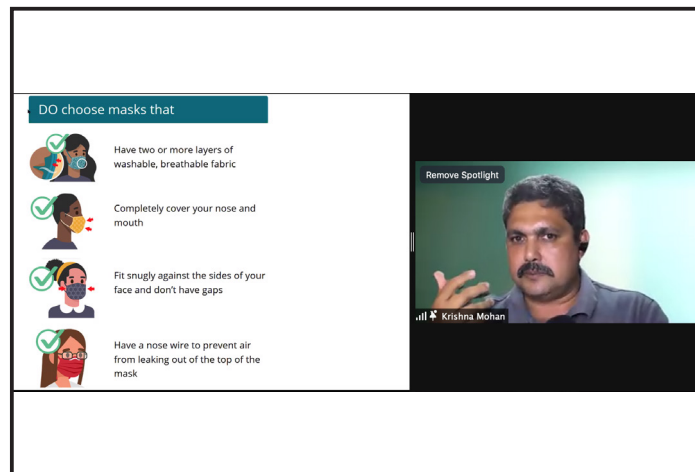 DO choose masks that
Have two or more layers of
washable, breathable fabric
Completely cover your nose and
mouth
Fit snugly against the sides of your
face and don't have gaps
Have a nose wire to prevent air
from leaking out of the top of the
mask
Remove Spotlight
Krishna Mohan